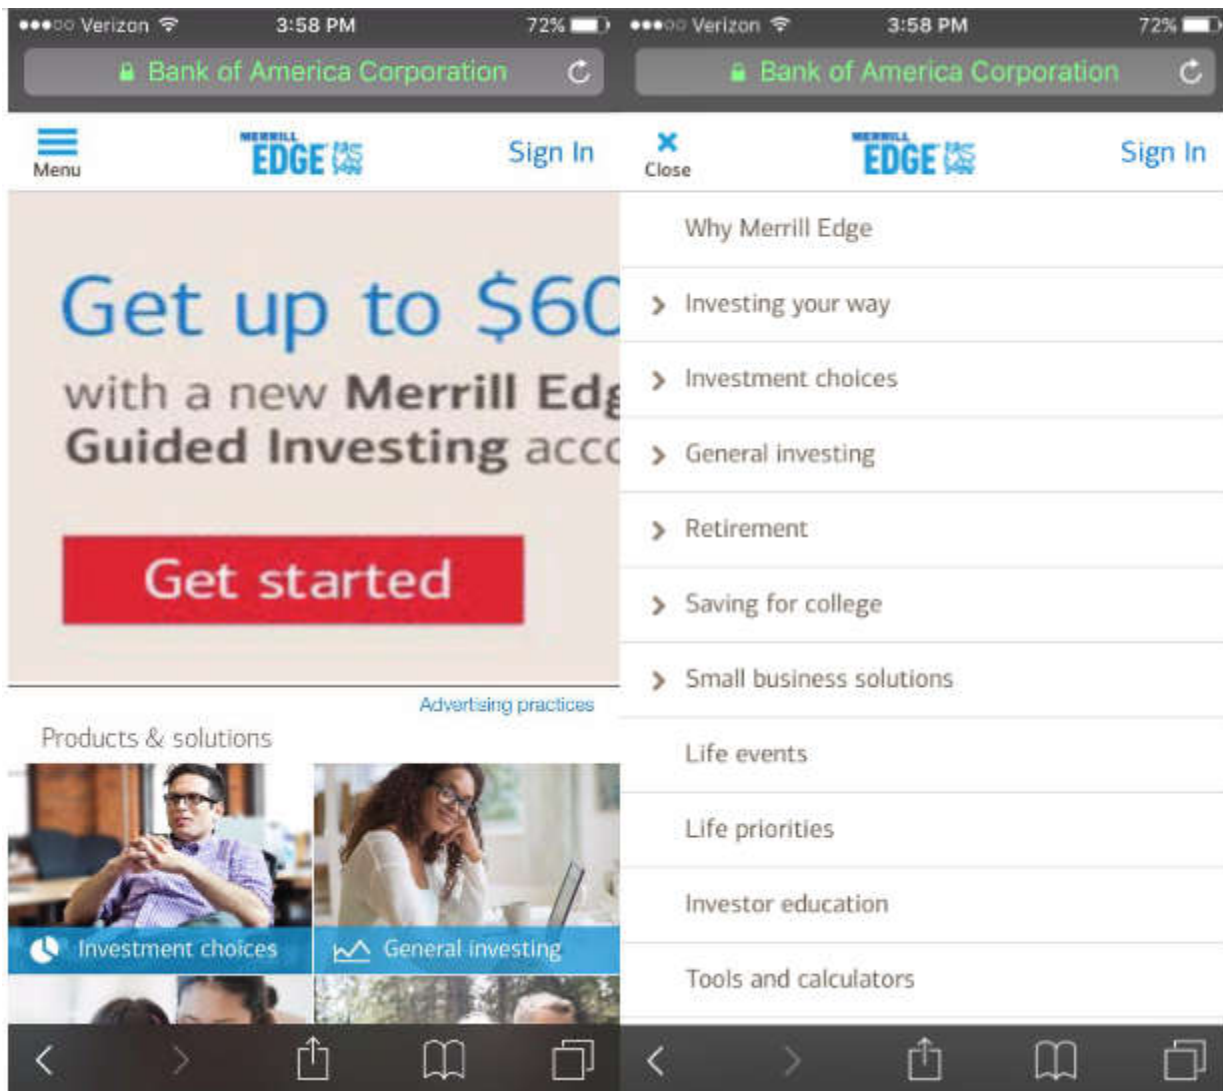 Verizon 3:58 PM 72%
Bank of America Corporation
Menu
MERRILL
EDGE
Sign In
Get up to $60
with a new Merrill Edg
Guided Investing acco
Get started
Advertising practices
Products & solutions
Investment choices
General investing
Verizon 3:58 PM 72%
Bank of America Corporation
Close
MERRILL
EDGE
Sign In
Why Merrill Edge
Investing your way
Investment choices
General investing
Retirement
Saving for college
Small business solutions
Life events
Life priorities
Investor education
Tools and calculators